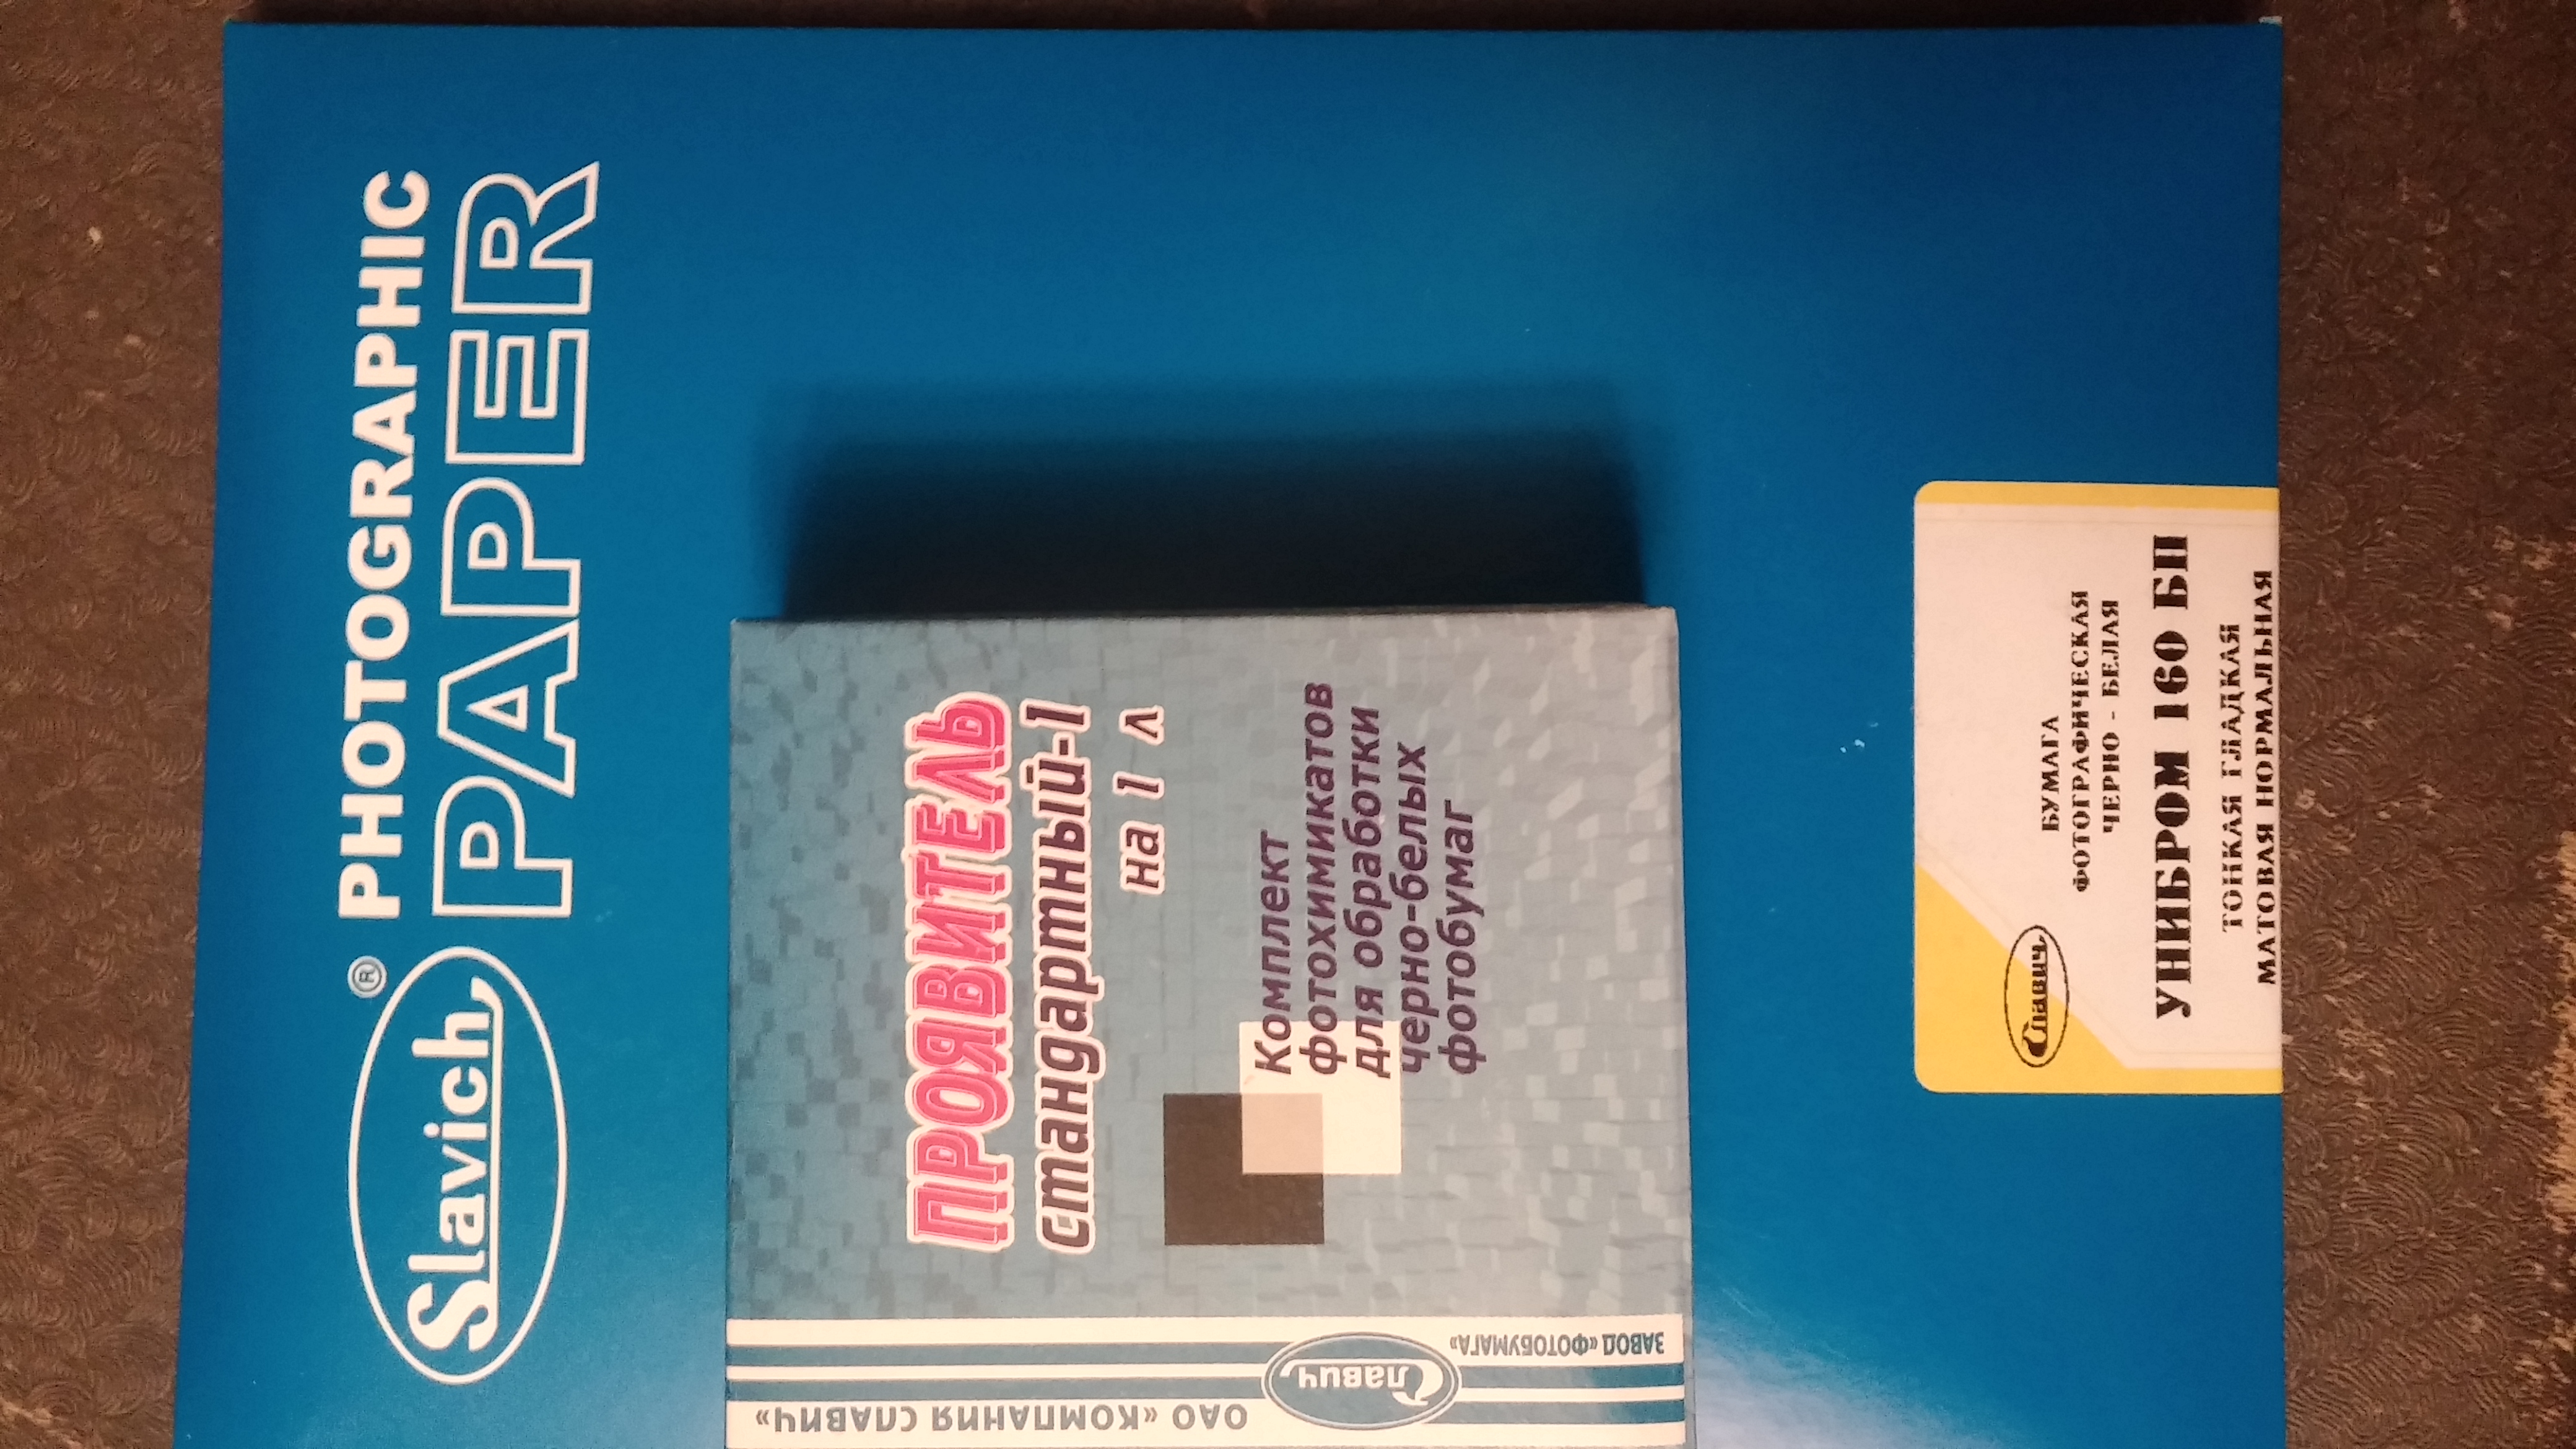 Slavich®
PHOTOGRAPHIC
PAPER
ПРОЯВИТЕЛЬ
стандартный-1
на 1 л
Комплект
фотохимикатов
для обработки
черно-белых
фотобумаг
ЗАВОД «ФОТОБУМАГА»
Славич
ОАО «КОМПАНИЯ СЛАВИЧ»
Славич
БУМАГА
ФОТОГРАФИЧЕСКАЯ
ЧЕРНО - БЕЛАЯ
УНИБРОМ 160 БП
ТОНКАЯ ГЛАДКАЯ
МАТОВАЯ НОРМАЛЬНАЯ